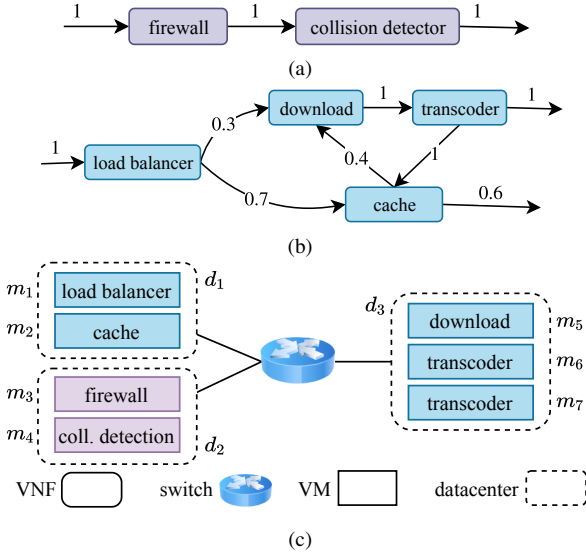 1 firewall 1 collision detector 1
(a)
download 1 transcoder 1
0.3
1 load balancer 0.4 1
0.7 cache 0.6
(b)
m₁ load balancer d₁
m₂ cache
d₃ download m₅
transcoder m₆
transcoder m₇
m₃ firewall
m₄ coll. detection d₂
VNF switch VM datacenter
(c)